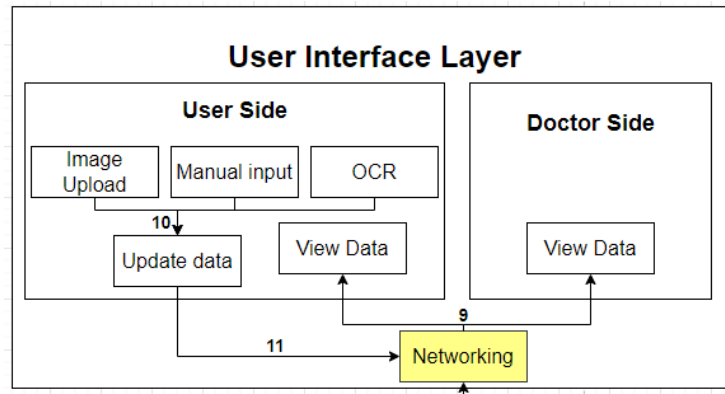 User Interface Layer
User Side
Doctor Side
Image
Upload
Manual input
OCR
10
Update data
View Data
View Data
9
11
Networking